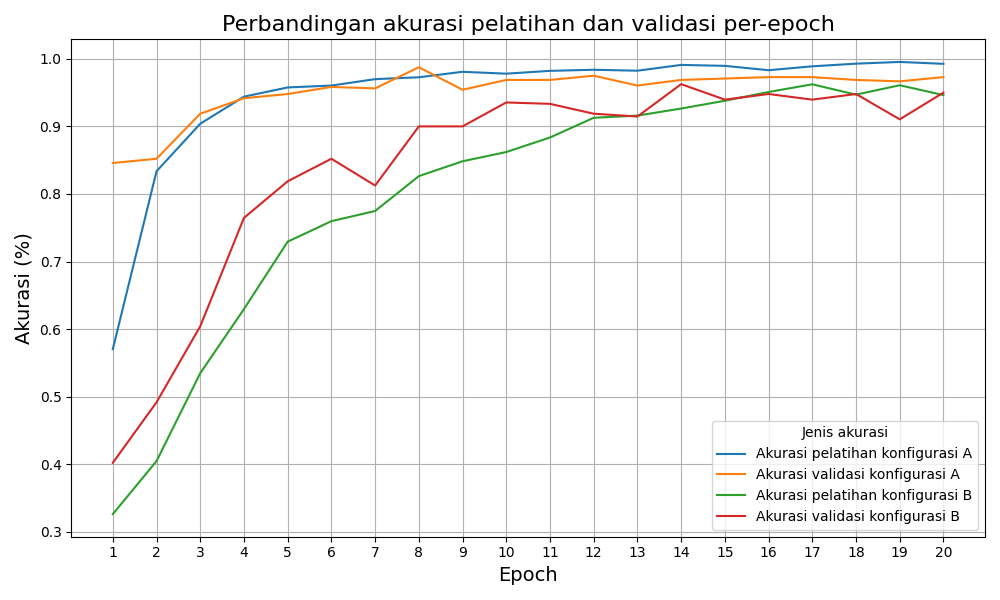 Perbandingan akurasi pelatihan dan validasi per-epoch
Akurasi (%)
1.0
0.9
0.8
0.7
0.6
0.5
0.4
0.3
Jenis akurasi
Akurasi pelatihan konfigurasi A
Akurasi validasi konfigurasi A
Akurasi pelatihan konfigurasi B
Akurasi validasi konfigurasi B
1 2 3 4 5 6 7 8 9 10 11 12 13 14 15 16 17 18 19 20
Epoch